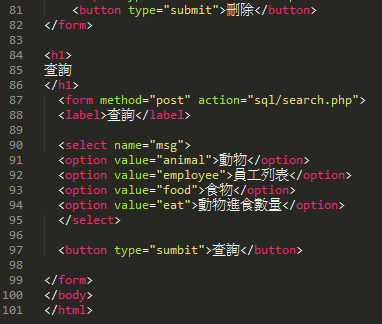 81 <button type="submit">刪除</button>
82 </form>
83
84 <h1>
85 查詢
86 </h1>
87 <form method="post" action="sql/search.php">
88 <label>查詢</label>
89
90 <select name="msg">
91 <option value="animal">動物</option>
92 <option value="employee">員工列表</option>
93 <option value="food">食物</option>
94 <option value="eat">動物進食數量</option>
95 </select>
96
97 <button type="sumbit">查詢</button>
98
99 </form>
100 </body>
101 </html>